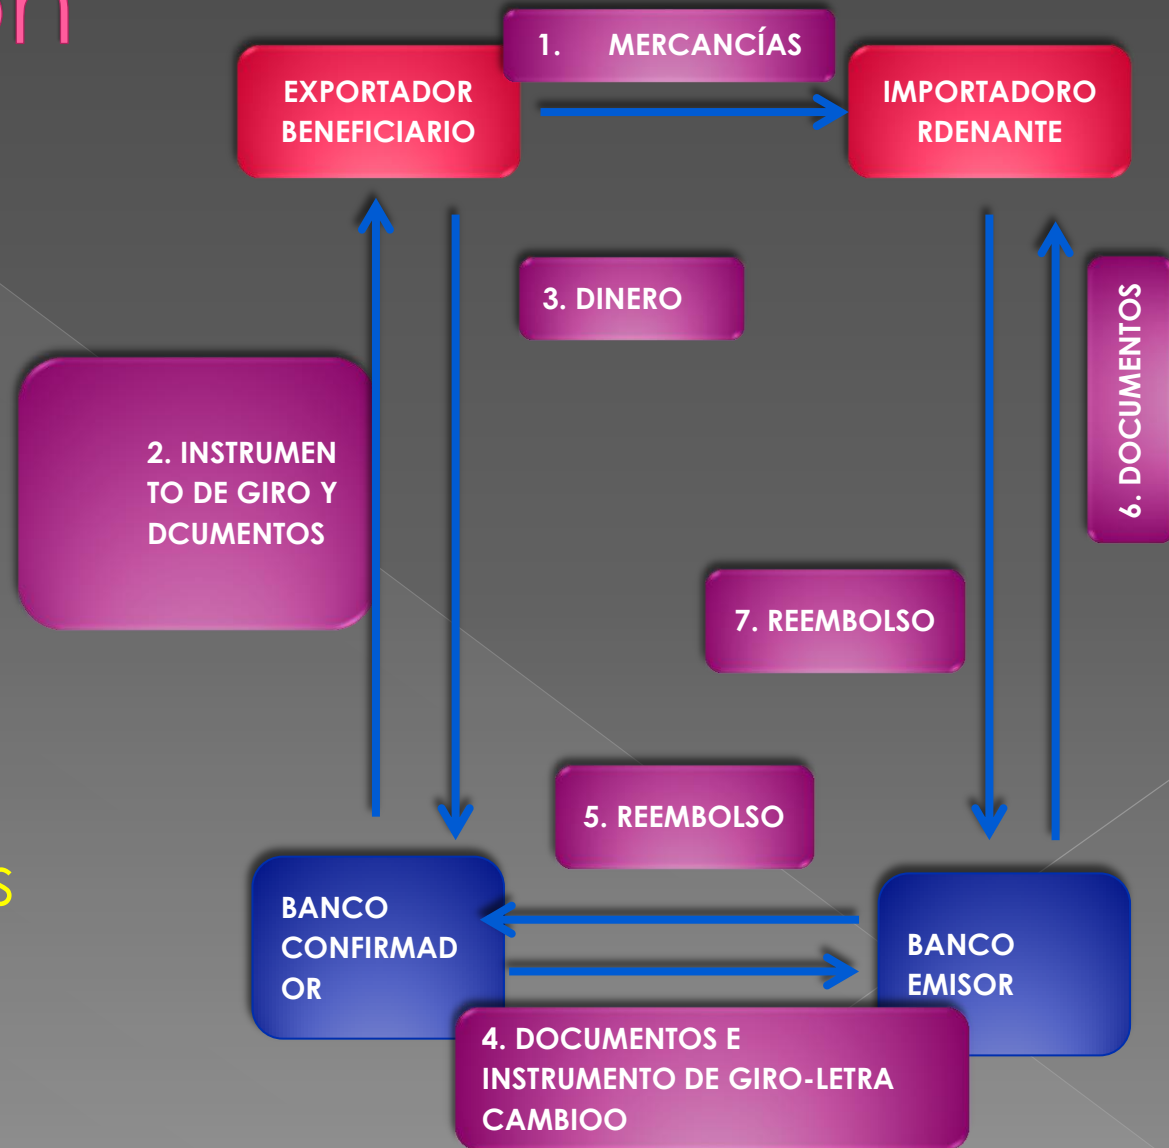 ón
1. MERCANCÍAS
EXPORTADOR
BENEFICIARIO
IMPORTADORO
RDENANTE
3. DINERO
6. DOCUMENTOS
2. INSTRUMEN
TO DE GIRO Y
DCUMENTOS
7. REEMBOLSO
5. REEMBOLSO
s
BANCO
CONFIRMAD
OR
BANCO
EMISOR
4. DOCUMENTOS E
INSTRUMENTO DE GIRO-LETRA
CAMBIOO